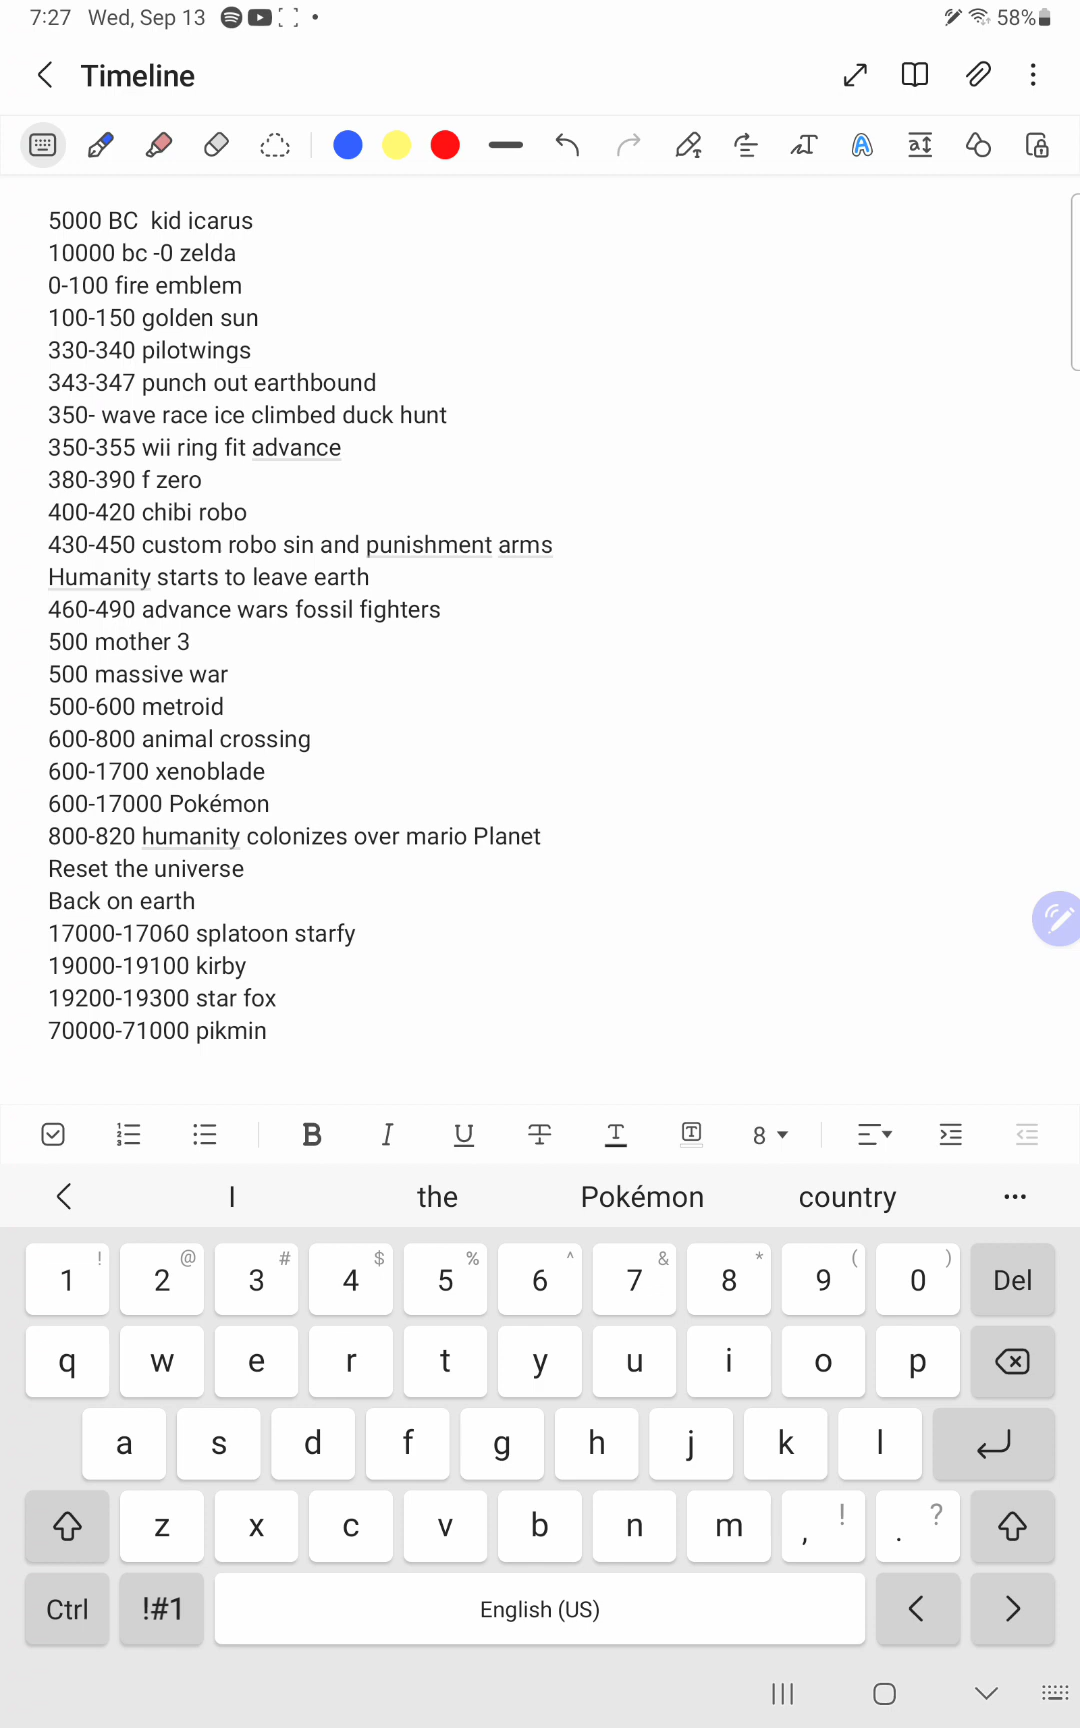 7:27 Wed, Sep 13 58%
Timeline
5000 BC  kid icarus
10000 bc -0 zelda
0-100 fire emblem
100-150 golden sun
330-340 pilotwings
343-347 punch out earthbound
350- wave race ice climbed duck hunt
350-355 wii ring fit advance
380-390 f zero
400-420 chibi robo
430-450 custom robo sin and punishment arms
Humanity starts to leave earth
460-490 advance wars fossil fighters
500 mother 3
500 massive war
500-600 metroid
600-800 animal crossing
600-1700 xenoblade
600-17000 Pokémon
800-820 humanity colonizes over mario Planet
Reset the universe
Back on earth
17000-17060 splatoon starfy
19000-19100 kirby
19200-19300 star fox
70000-71000 pikmin
B I U T T T 8
I the Pokémon country ...
! @ # $ % ^ & * ( )
1 2 3 4 5 6 7 8 9 0 Del
q w e r t y u i o p
a s d f g h j k l
z x c v b n m , ! . ?
Ctrl !#1 English (US) < >